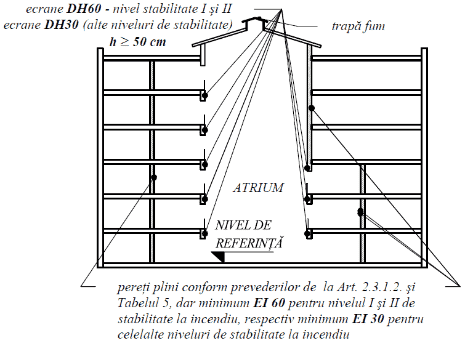 ecrane DH60 - nivel stabilitate I şi II
ecrane DH30 (alte niveluri de stabilitate)
h ≥ 50 cm
trapă fum
ATRIUM
NIVEL DE
REFERINŢĂ
pereţi plini conform prevederilor de la Art. 2.3.1.2. şi
Tabelul 5, dar minimum EI 60 pentru nivelul I şi II de
stabilitate la incendiu, respectiv minimum EI 30 pentru
celelalte niveluri de stabilitate la incendiu